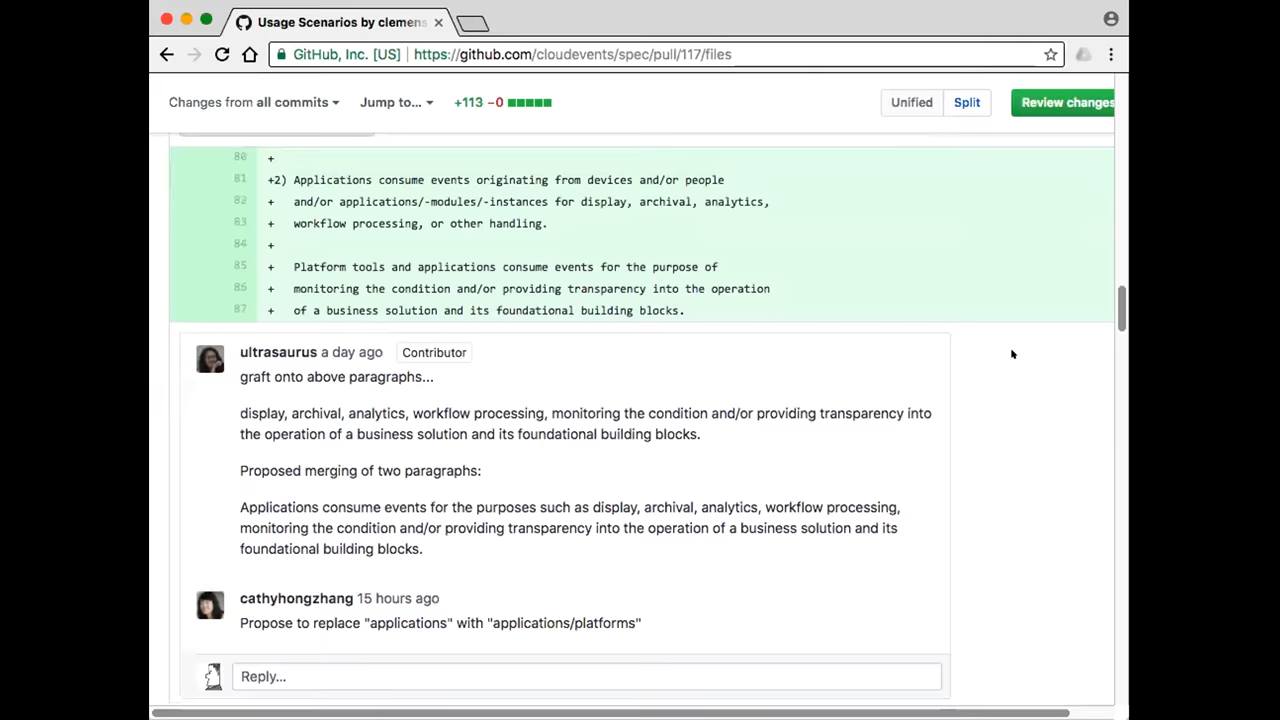 Usage Scenarios by clemens
GitHub, Inc. [US] | https://github.com/cloudevents/spec/pull/117/files
Changes from all commits Jump to... +113 −0 Unified Split Review changes
80 +
81 +2) Applications consume events originating from devices and/or people
82 + and/or applications/-modules/-instances for display, archival, analytics,
83 + workflow processing, or other handling.
84 +
85 + Platform tools and applications consume events for the purpose of
86 + monitoring the condition and/or providing transparency into the operation
87 + of a business solution and its foundational building blocks.
ultrasaurus a day ago Contributor
graft onto above paragraphs...
display, archival, analytics, workflow processing, monitoring the condition and/or providing transparency into
the operation of a business solution and its foundational building blocks.
Proposed merging of two paragraphs:
Applications consume events for the purposes such as display, archival, analytics, workflow processing,
monitoring the condition and/or providing transparency into the operation of a business solution and its
foundational building blocks.
cathyhongzhang 15 hours ago
Propose to replace "applications" with "applications/platforms"
Reply...